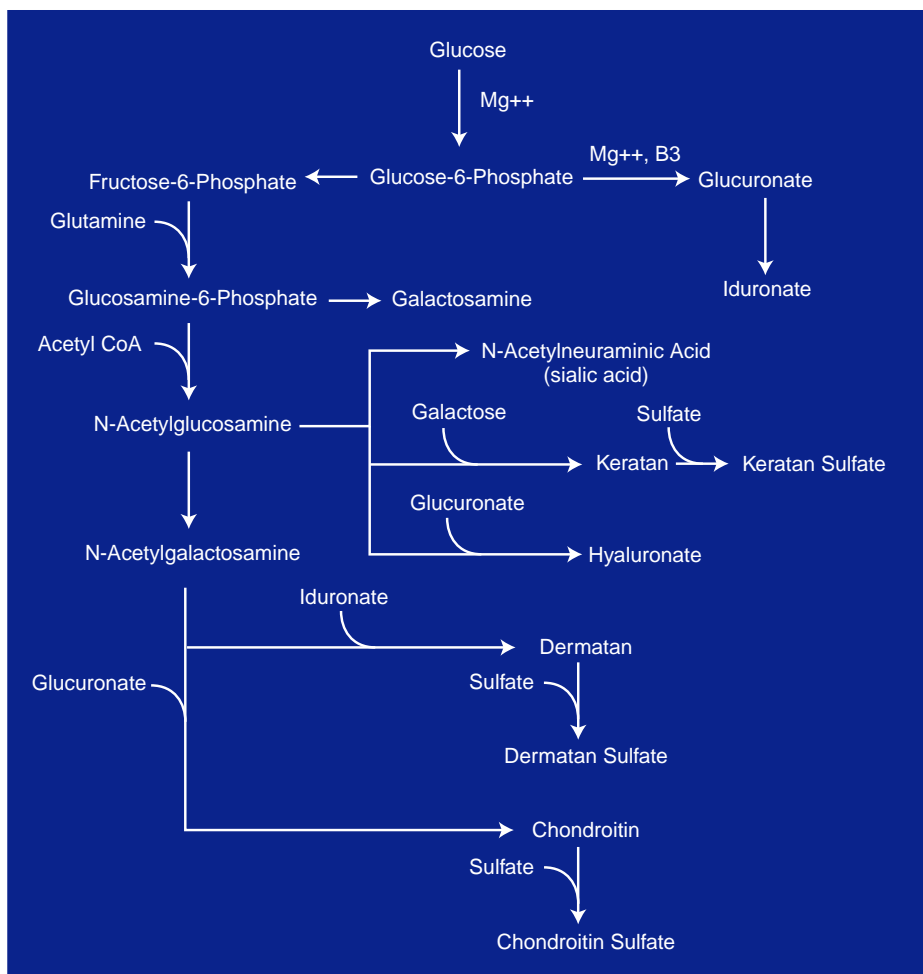 Glucose
Mg++
Mg++, B3
Fructose-6-Phosphate
Glucose-6-Phosphate
Glucuronate
Glutamine
Iduronate
Glucosamine-6-Phosphate
Galactosamine
Acetyl CoA
N-Acetylneuraminic Acid
(sialic acid)
Galactose
Sulfate
N-Acetylglucosamine
Keratan
Keratan Sulfate
Glucuronate
N-Acetylgalactosamine
Hyaluronate
Iduronate
Dermatan
Glucuronate
Sulfate
Dermatan Sulfate
Chondroitin
Sulfate
Chondroitin Sulfate